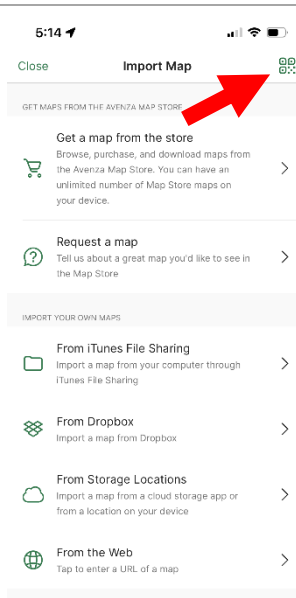 5:14
Close Import Map
GET MAPS FROM THE AVENZA MAP STORE
Get a map from the store
Browse, purchase, and download maps from
the Avenza Map Store. You can have an
unlimited number of Map Store maps on
your device.
Request a map
Tell us about a great map you'd like to see in
the Map Store
IMPORT YOUR OWN MAPS
From iTunes File Sharing
Import a map from your computer through
iTunes File Sharing
From Dropbox
Import a map from Dropbox
From Storage Locations
Import a map from a cloud storage app or
from a location on your device
From the Web
Tap to enter a URL of a map